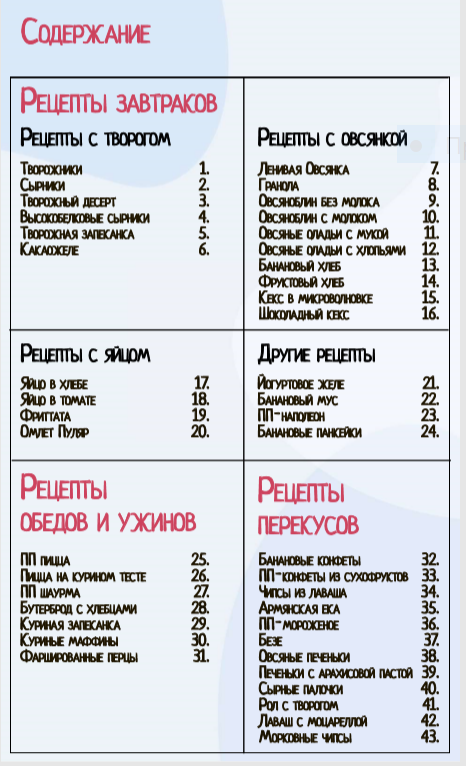 Содержание
Рецепты завтраков
Рецепты с творогом
Творожники 1.
Сырники 2.
Творожный десерт 3.
Высокобелковые сырники 4.
Творожная запеканка 5.
Какаожеле 6.
Рецепты с овсянкой
Ленивая Овсянка 7.
Гранола 8.
Овсяноблин без молока 9.
Овсяноблин с молоком 10.
Овсяные оладьи с мукой 11.
Овсяные оладьи с хлопьями 12.
Банановый хлеб 13.
Фруктовый хлеб 14.
Кекс в микроволновке 15.
Шоколадный кекс 16.
Рецепты с яйцом
Яйцо в хлебе 17.
Яйцо в томате 18.
Фриттата 19.
Омлет Пуляр 20.
Другие рецепты
Йогуртовое желе 21.
Банановый мус 22.
ПП-наполеон 23.
Банановые панкейки 24.
Рецепты
обедов и ужинов
ПП пицца 25.
Пицца на курином тесте 26.
ПП шаурма 27.
Бутерброд с хлебцами 28.
Куриная запеканка 29.
Куриные маффины 30.
Фаршированные перцы 31.
Рецепты
перекусов
Банановые конфеты 32.
ПП-конфеты из сухофруктов 33.
Чипсы из лаваша 34.
Армянская ека 35.
ПП-мороженое 36.
Безе 37.
Овсяные печеньки 38.
Печеньки с арахисовой пастой 39.
Сырные палочки 40.
Рол с творогом 41.
Лаваш с моцареллой 42.
Морковные чипсы 43.